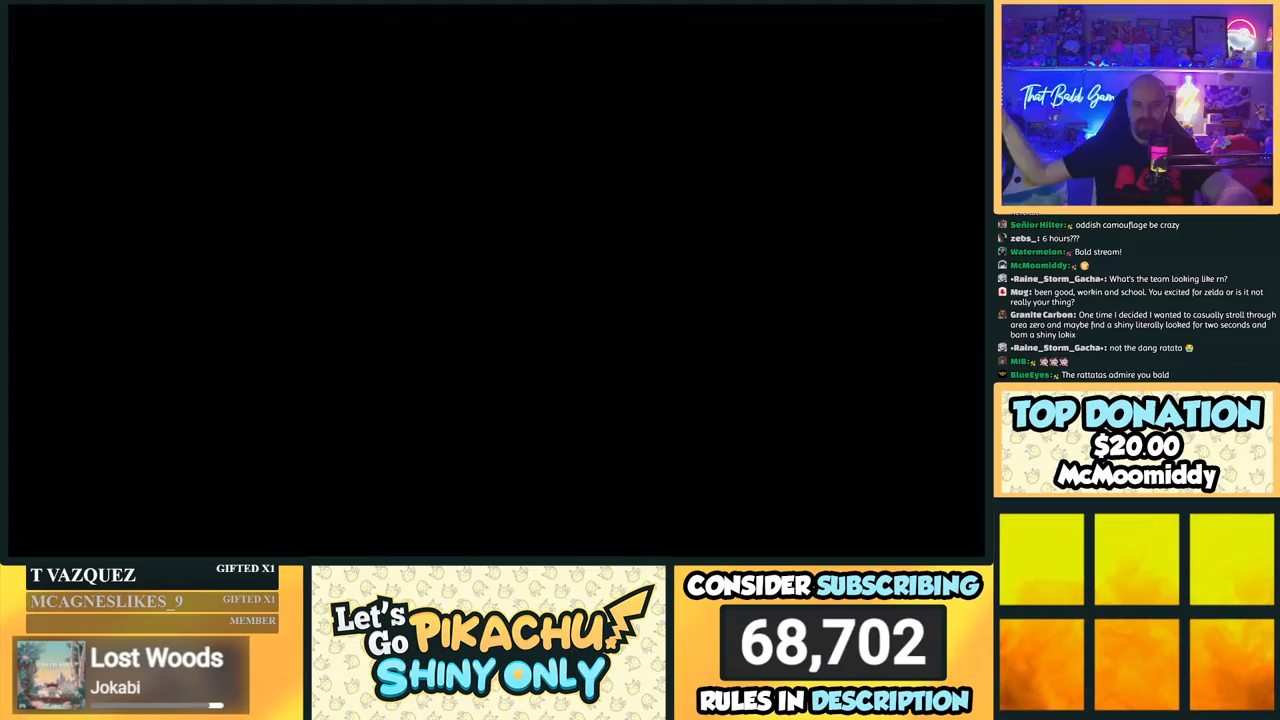 That Bald Gam
Señior Hilter: oddish camouflage be crazy
zebs_: 6 hours???
Watermelon: Bald stream!
McMoomiddy:
•Raine_Storm_Gacha•: What's the team looking like rn?
Mug: been good, workin and school. You excited for zelda or is it not
really your thing?
Granite Carbon: One time I decided I wanted to casually stroll through
area zero and maybe find a shiny literally looked for two seconds and
bam a shiny lokix
•Raine_Storm_Gacha•: not the dang ratata 😭
MIB:
BlueEyes: The rattatas admire you bald
TOP DONATION
$20.00
McMoomiddy
T VAZQUEZ GIFTED X1
MCAGNESLIKES_9 GIFTED X1
MEMBER
Lost Woods
Jokabi
Let's
Go PIKACHU
SHINY ONLY
CONSIDER SUBSCRIBING
68,702
RULES IN DESCRIPTION